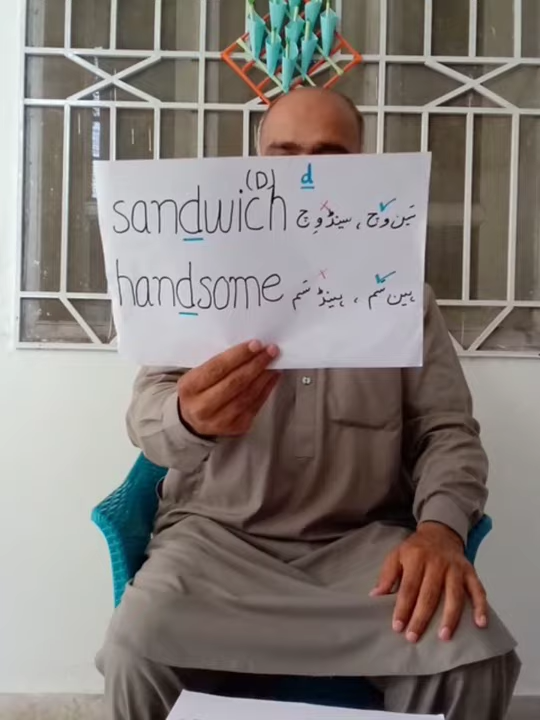 (D) d
sandwich سَین وِچ ✓ ، سینڈوِچ ×
handsome ہین سَم ✓ ، ہینڈ سَم ×